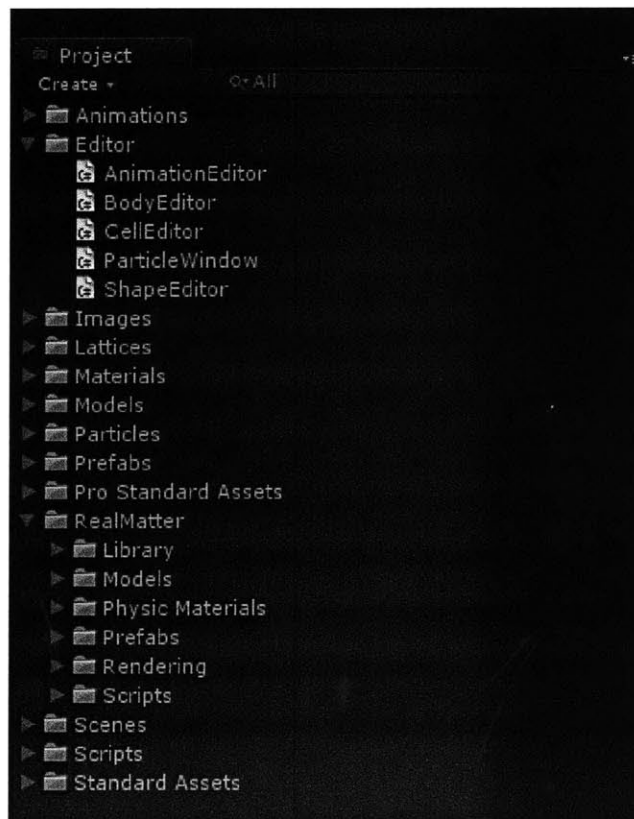 Project
Create All
Animations
Editor
AnimationEditor
BodyEditor
CellEditor
ParticleWindow
ShapeEditor
Images
Lattices
Materials
Models
Particles
Prefabs
Pro Standard Assets
RealMatter
Library
Models
Physic Materials
Prefabs
Rendering
Scripts
Scenes
Scripts
Standard Assets